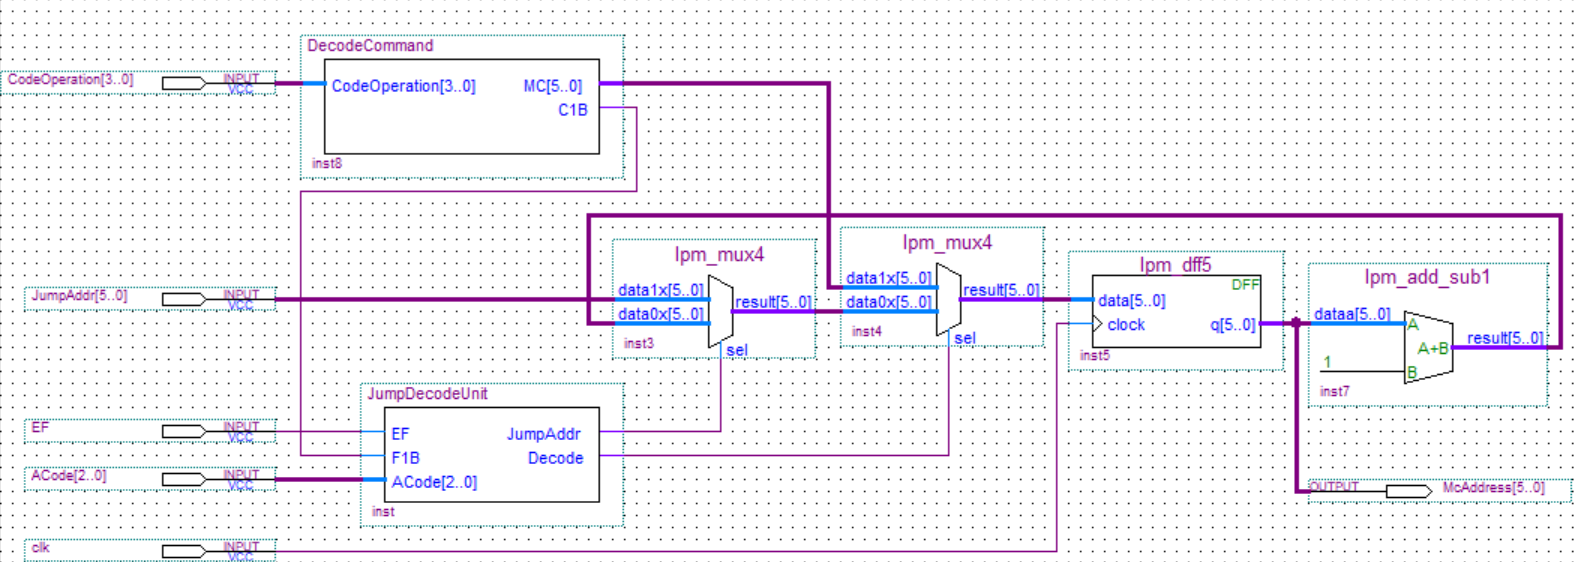 DecodeCommand
CodeOperation[3..0] INPUT VCC
CodeOperation[3..0] MC[5..0]
C1B
inst8
lpm_mux4
data1x[5..0]
data0x[5..0]
result[5..0]
sel
inst3
lpm_mux4
data1x[5..0]
data0x[5..0]
result[5..0]
sel
inst4
lpm_dff5
DFF
data[5..0]
clock q[5..0]
inst5
lpm_add_sub1
dataa[5..0] A
A+B result[5..0]
1 B
inst7
JumpAddr[5..0] INPUT VCC
JumpDecodeUnit
EF INPUT VCC
EF JumpAddr
F1B Decode
ACode[2..0] INPUT VCC
ACode[2..0]
inst
OUTPUT McAddress[5..0]
clk INPUT VCC